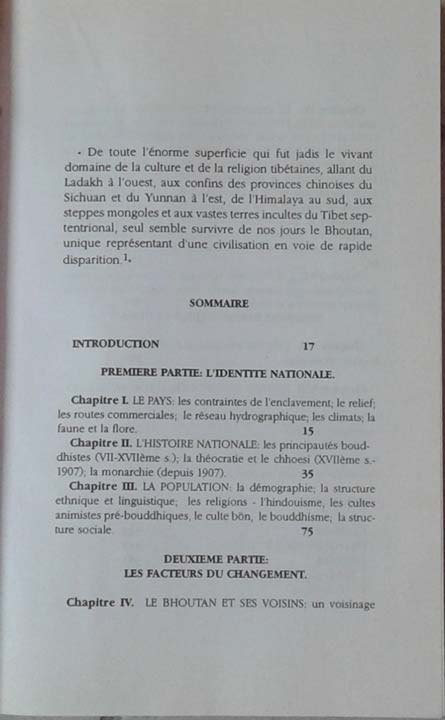 - De toute l'énorme superficie qui fut jadis le vivant
domaine de la culture et de la religion tibétaines, allant du
Ladakh à l'ouest, aux confins des provinces chinoises du
Sichuan et du Yunnan à l'est, de l'Himalaya au sud, aux
steppes mongoles et aux vastes terres incultes du Tibet sep-
tentrional, seul semble survivre de nos jours le Bhoutan,
unique représentant d'une civilisation en voie de rapide
disparition.1-
SOMMAIRE
INTRODUCTION 17
PREMIERE PARTIE: L'IDENTITE NATIONALE.
Chapitre I. LE PAYS: les contraintes de l'enclavement; le relief;
les routes commerciales; le réseau hydrographique; les climats; la
faune et la flore. 15
Chapitre II. L'HISTOIRE NATIONALE: les principautés boud-
dhistes (VII-XVIIème s.); la théocratie et le chhoesi (XVIIème s.-
1907); la monarchie (depuis 1907). 35
Chapitre III. LA POPULATION: la démographie; la structure
ethnique et linguistique; les religions - l'hindouisme, les cultes
animistes pré-bouddhiques, le culte bön, le bouddhisme; la struc-
ture sociale. 75
DEUXIEME PARTIE:
LES FACTEURS DU CHANGEMENT.
Chapitre IV. LE BHOUTAN ET SES VOISINS: un voisinage